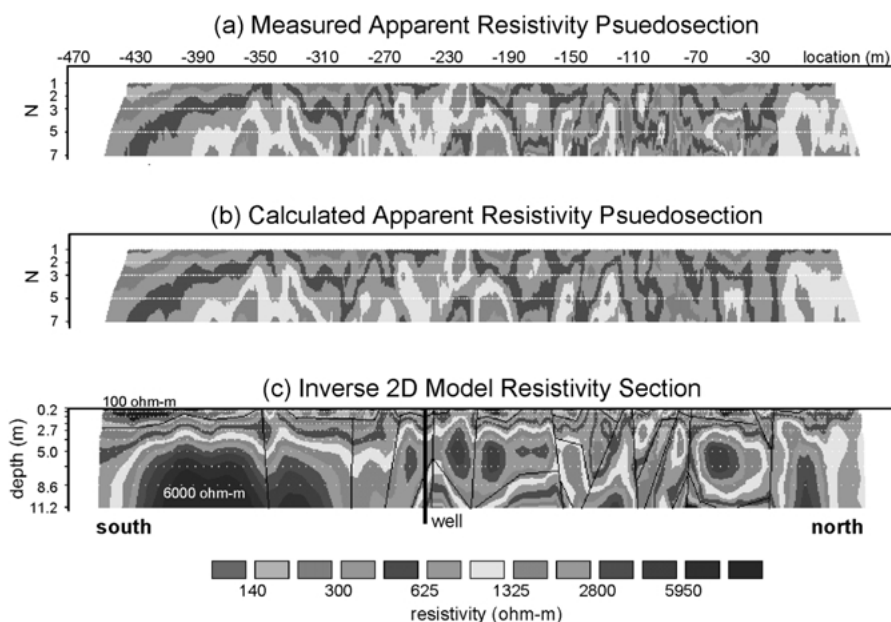 (a) Measured Apparent Resistivity Psuedosection
-470 -430 -390 -350 -310 -270 -230 -190 -150 -110 -70 -30 location (m)
1
2
3
N
5
7
(b) Calculated Apparent Resistivity Psuedosection
1
2
3
N
5
7
(c) Inverse 2D Model Resistivity Section
100 ohm-m
0.2
2.7
5.0
8.6
11.2
depth (m)
6000 ohm-m
south
well
north
140 300 625 1325 2800 5950
resistivity (ohm-m)